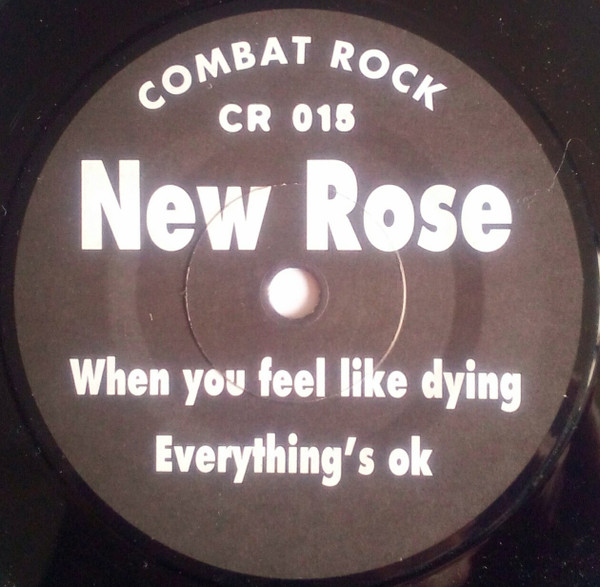 COMBAT ROCK
CR 015
New Rose
When you feel like dying
Everything's ok